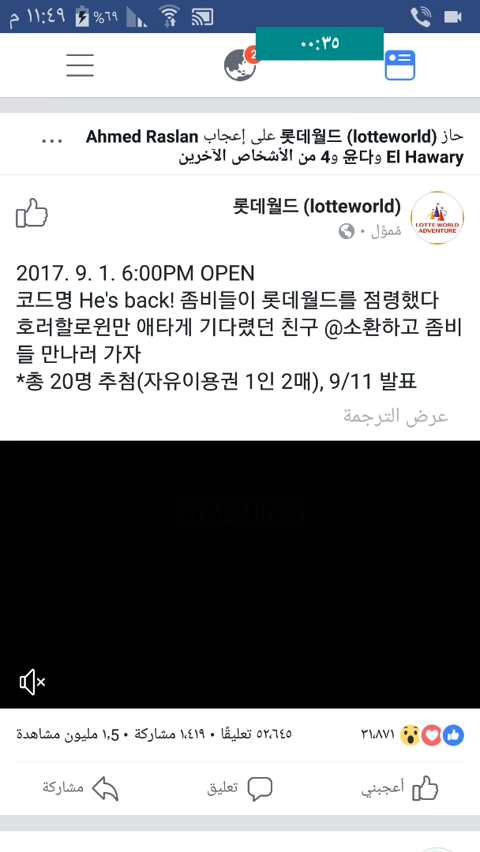 ١١:٤٩ م
%٦٩
٠٠:٣٥
2
حاز 롯데월드 (lotteworld) على إعجاب Ahmed Raslan
El Hawary و윤다 و4 من الأشخاص الآخرين
롯데월드 (lotteworld)
مُموَّل
LOTTE WORLD
ADVENTURE
2017. 9. 1. 6:00PM OPEN
코드명 He's back! 좀비들이 롯데월드를 점령했다
호러할로윈만 애타게 기다렸던 친구 @소환하고 좀비
들 만나러 가자
*총 20명 추첨(자유이용권 1인 2매), 9/11 발표
عرض الترجمة
WARNING
٣١،٨٧١
٥٢،٦٤٥ تعليقًا • ١،٤١٩ مشاركة • 1,5 مليون مشاهدة
أعجبني
تعليق
مشاركة